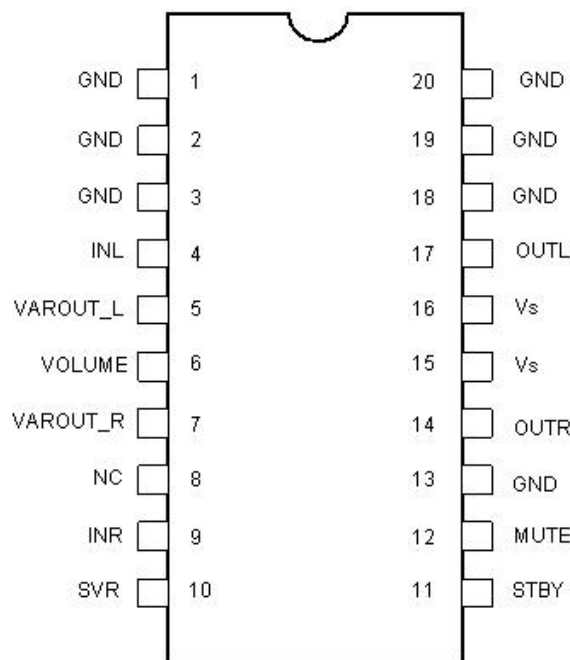 GND 1 20 GND
GND 2 19 GND
GND 3 18 GND
INL 4 17 OUTL
VAROUT_L 5 16 Vs
VOLUME 6 15 Vs
VAROUT_R 7 14 OUTR
NC 8 13 GND
INR 9 12 MUTE
SVR 10 11 STBY